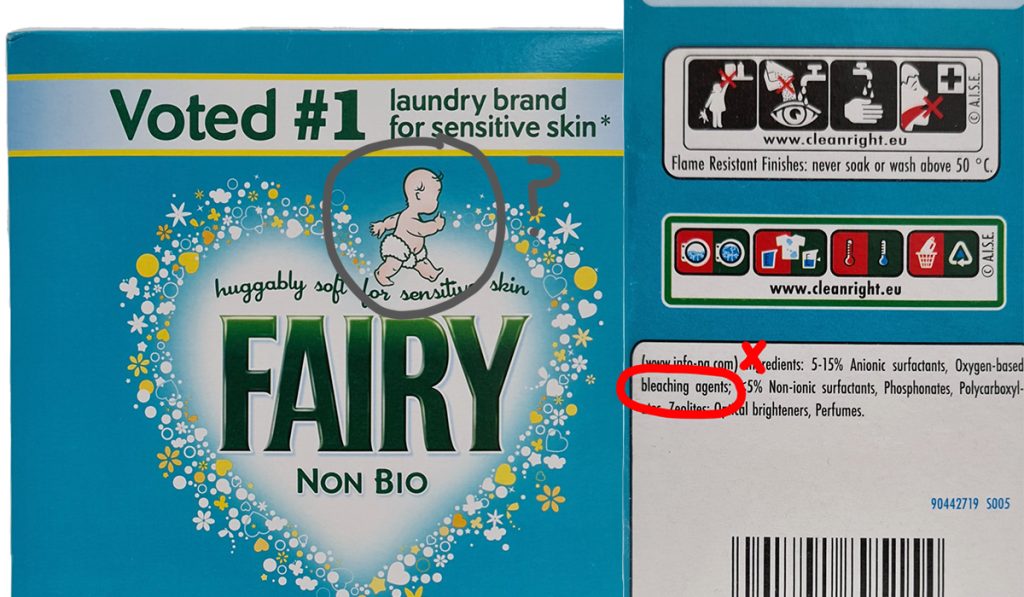 Voted #1
laundry brand
for sensitive skin*
?
huggably soft for sensitive skin
FAIRY
NON BIO
www.cleanright.eu
© A.I.S.E.
Flame Resistant Finishes: never soak or wash above 50 °C.
www.cleanright.eu
© A.I.S.E.
(www.info-pg.com) Ingredients: 5-15% Anionic surfactants, Oxygen-based
bleaching agents; <5% Non-ionic surfactants, Phosphonates, Polycarboxyl-
ates, Zeolites; Optical brighteners, Perfumes.
90442719 S005